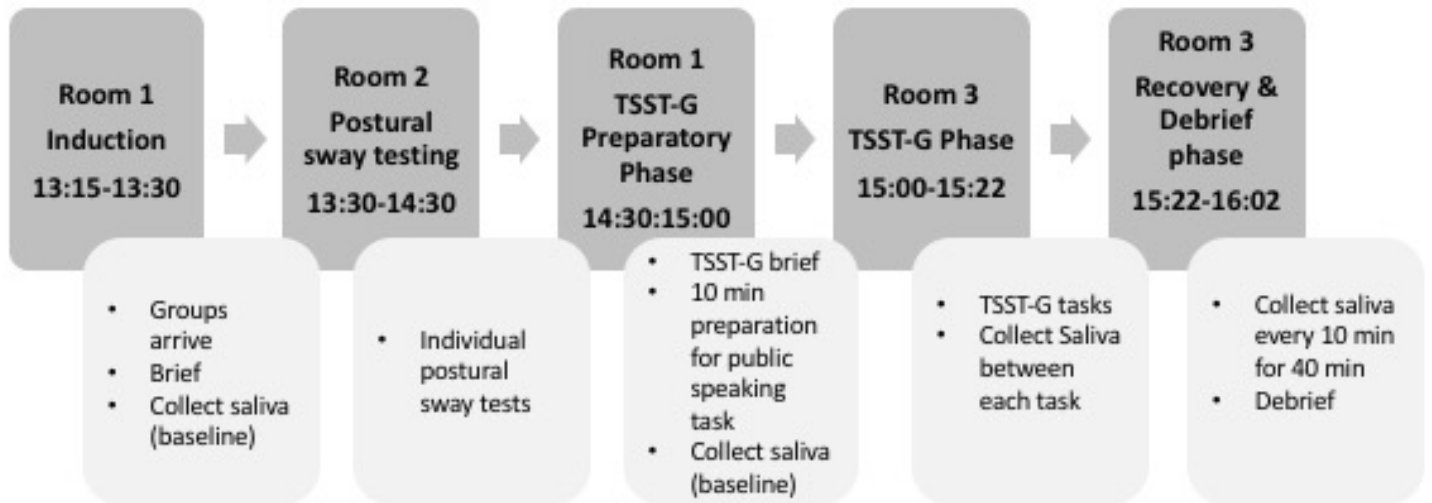 Room 1
Induction
13:15-13:30
Room 2
Postural
sway testing
13:30-14:30
Room 1
TSST-G
Preparatory
Phase
14:30:15:00
Room 3
TSST-G Phase
15:00-15:22
Room 3
Recovery &
Debrief
phase
15:22-16:02
• Groups
arrive
• Brief
• Collect saliva
(baseline)
• Individual
postural
sway tests
• TSST-G brief
• 10 min
preparation
for public
speaking
task
• Collect saliva
(baseline)
• TSST-G tasks
• Collect Saliva
between
each task
• Collect saliva
every 10 min
for 40 min
• Debrief